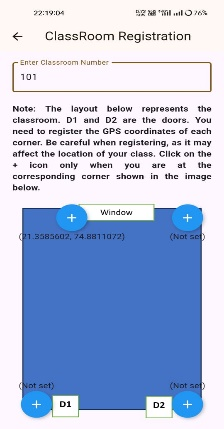 22:19:04
76%
ClassRoom Registration
Enter Classroom Number
101
Note: The layout below represents the
classroom. D1 and D2 are the doors. You
need to register the GPS coordinates of each
corner. Be careful when registering, as it may
affect the location of your class. Click on the
+ icon only when you are at the
corresponding corner shown in the image
below.
Window
(21.3585602, 74.8811072) (Not set)
(Not set) (Not set)
D1 D2